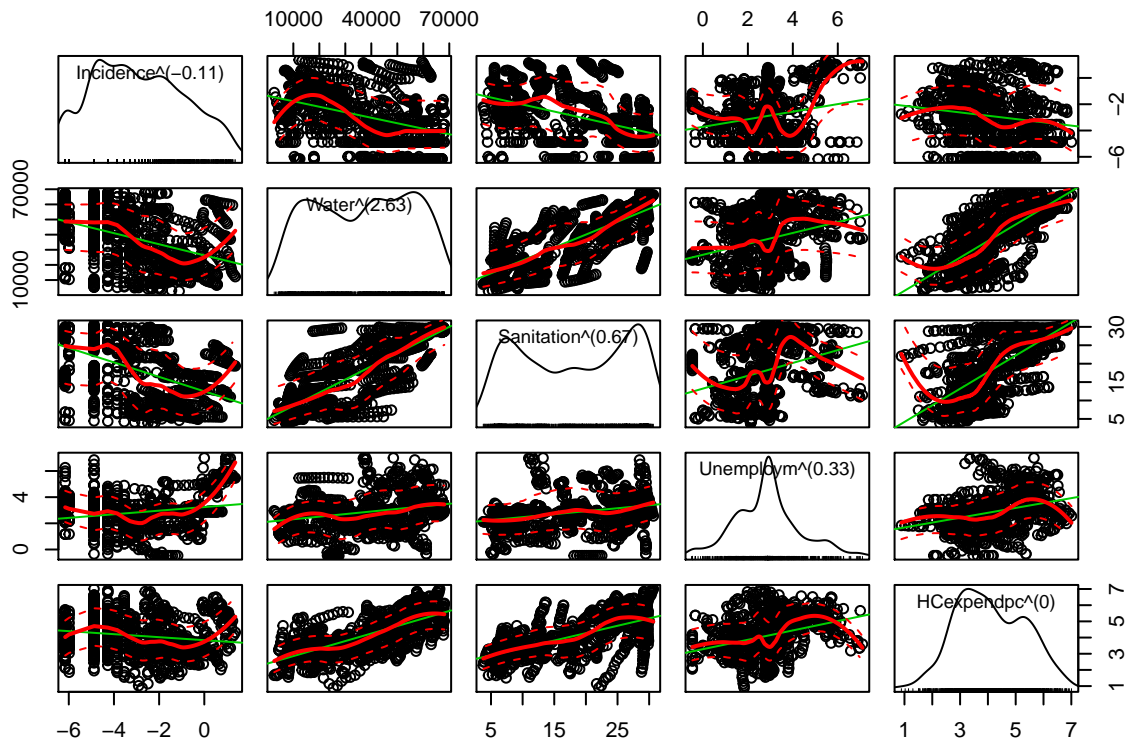 10000 40000 70000
0 2 4 6
Incidence^(−0.11)
−2
−6
70000
Water^(2.63)
10000
Sanitation^(0.67)
30
15
5
4
Unemploym^(0.33)
0
HCexpendpc^(0)
7
5
3
1
−6 −4 −2 0
5 15 25
1 3 5 7